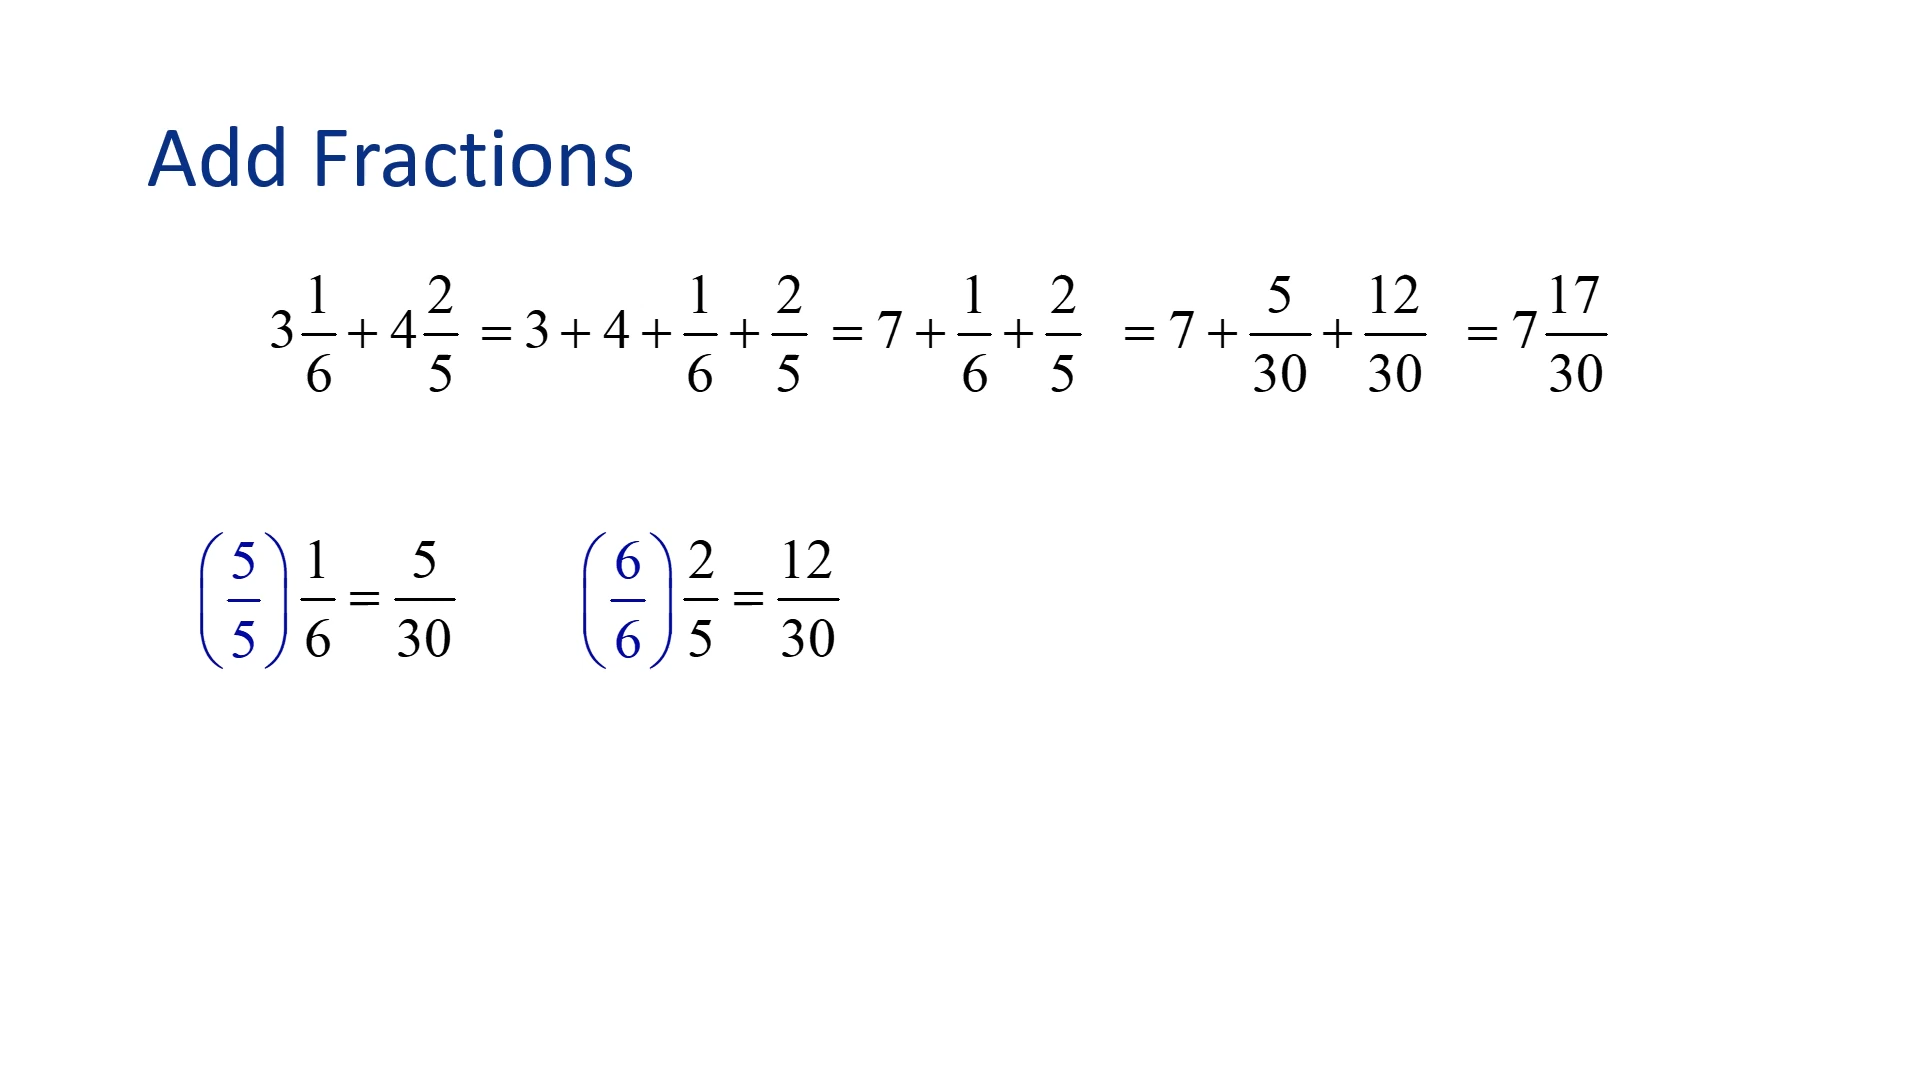 Add Fractions
3 1/6 + 4 2/5 = 3 + 4 + 1/6 + 2/5 = 7 + 1/6 + 2/5 = 7 + 5/30 + 12/30 = 7 17/30
(5/5) 1/6 = 5/30 (6/6) 2/5 = 12/30